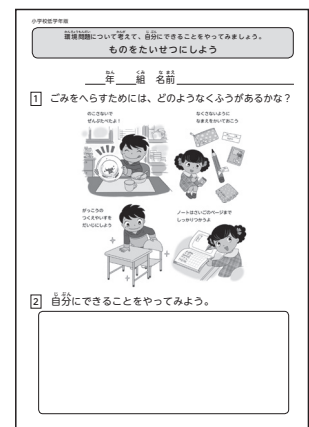 小学校低学年版
環境問題について考えて、自分にできることをやってみましょう。
ものをたいせつにしよう
年 組 名前
1 ごみをへらすためには、どのようなくふうがあるかな？
のこさないで
ぜんぶたべたよ！
なくさないように
なまえをかいておこう
がっこうの
つくえやいすを
だいじにしよう
ノートはさいごのページまで
しっかりつかうよ
2 自分にできることをやってみよう。